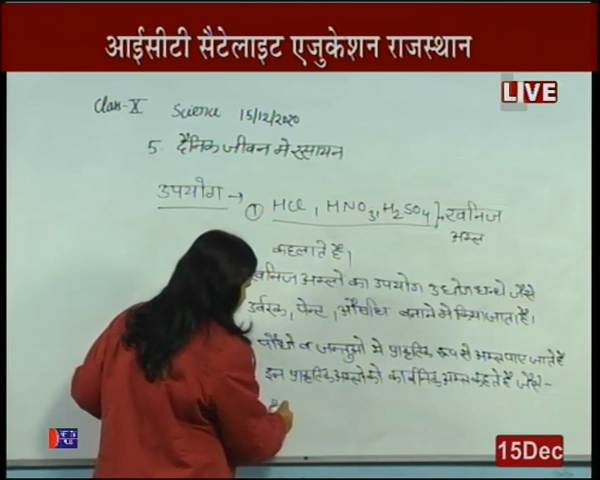 आईसीटी सैटेलाइट एजुकेशन राजस्थान
LIVE
Class-X Science 15/12/2020
5. दैनिक जीवन मे रसायन
उपयोग → ① HCl, HNO3, H2SO4 } खनिज
अम्ल
कहलाते है।
खनिज अम्लो का उपयोग उधोग धन्धे जैसे
उर्वरक, पेन्ट, औषधि बनाने मे किया जाता है।
पौधो व जन्तुओ मे प्राकृतिक रूप से अम्ल पाए जाते है
इन प्राकृतिक अम्लो को कार्बनिक अम्ल कहते है जैसे-
15Dec